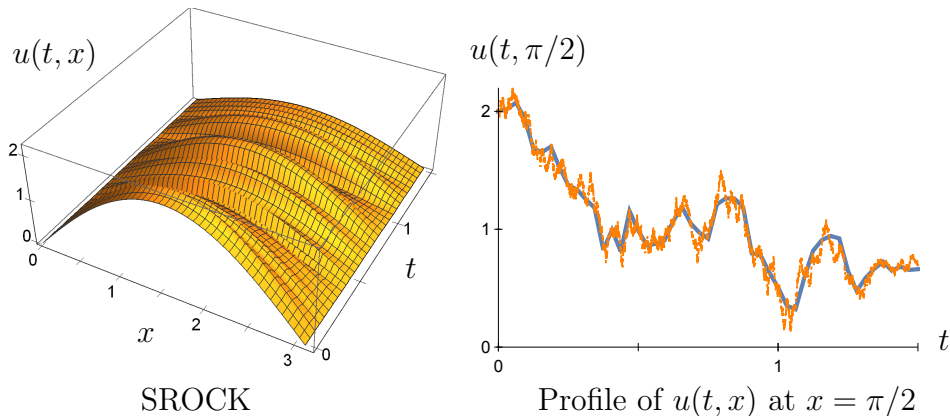 u(t, x)
2
1
0
0
1
2
3
x
0
1
t
SROCK
u(t, π/2)
2
1
0
0
1
t
Profile of u(t, x) at x = π/2